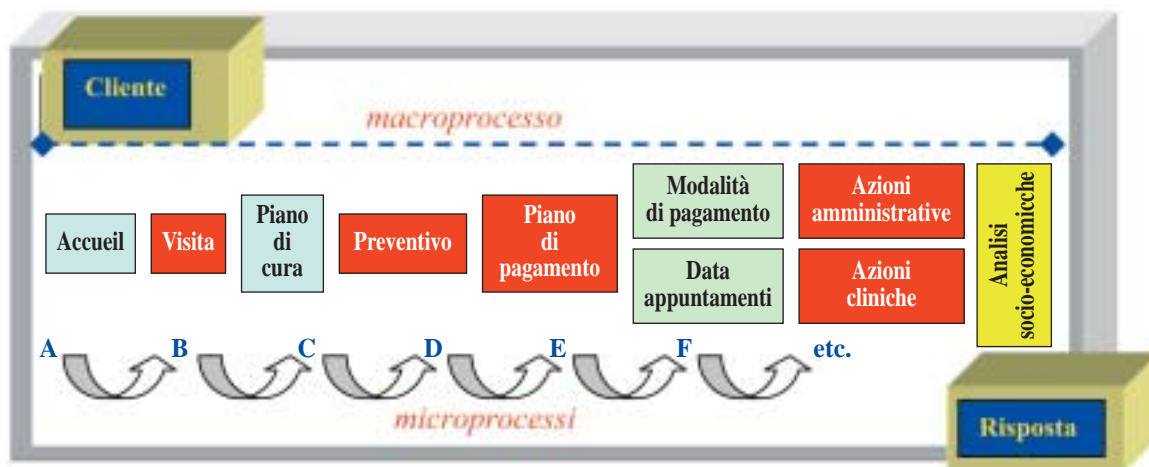 Cliente
macroprocesso
Accueil
Visita
Piano
di
cura
Preventivo
Piano
di
pagamento
Modalità
di pagamento
Data
appuntamenti
Azioni
amministrative
Azioni
cliniche
Analisi
socio-economicche
A
B
C
D
E
F
etc.
microprocessi
Risposta